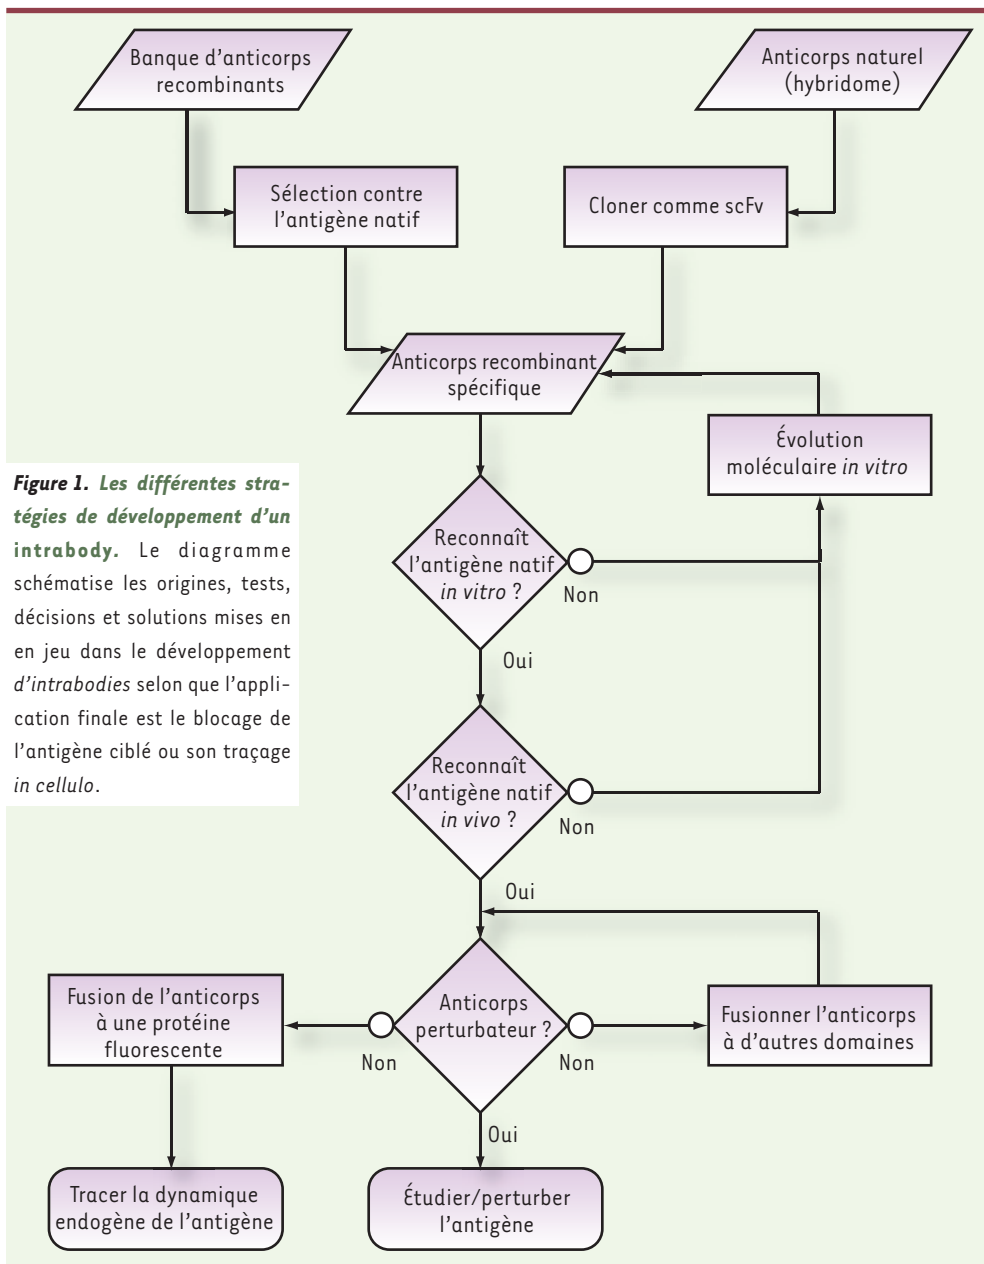 Banque d'anticorps
recombinants
Anticorps naturel
(hybridome)
Sélection contre
l'antigène natif
Cloner comme scFv
Anticorps recombinant
spécifique
Évolution
moléculaire in vitro
Figure 1. Les différentes stra-
tégies de développement d'un
intrabody. Le diagramme
schématise les origines, tests,
décisions et solutions mises en
en jeu dans le développement
d'intrabodies selon que l'appli-
cation finale est le blocage de
l'antigène ciblé ou son traçage
in cellulo.
Reconnaît
l'antigène natif
in vitro ?
Non
Oui
Reconnaît
l'antigène natif
in vivo ?
Non
Oui
Fusion de l'anticorps
à une protéine
fluorescente
Anticorps
perturbateur ?
Fusionner l'anticorps
à d'autres domaines
Non
Non
Oui
Tracer la dynamique
endogène de l'antigène
Étudier/perturber
l'antigène